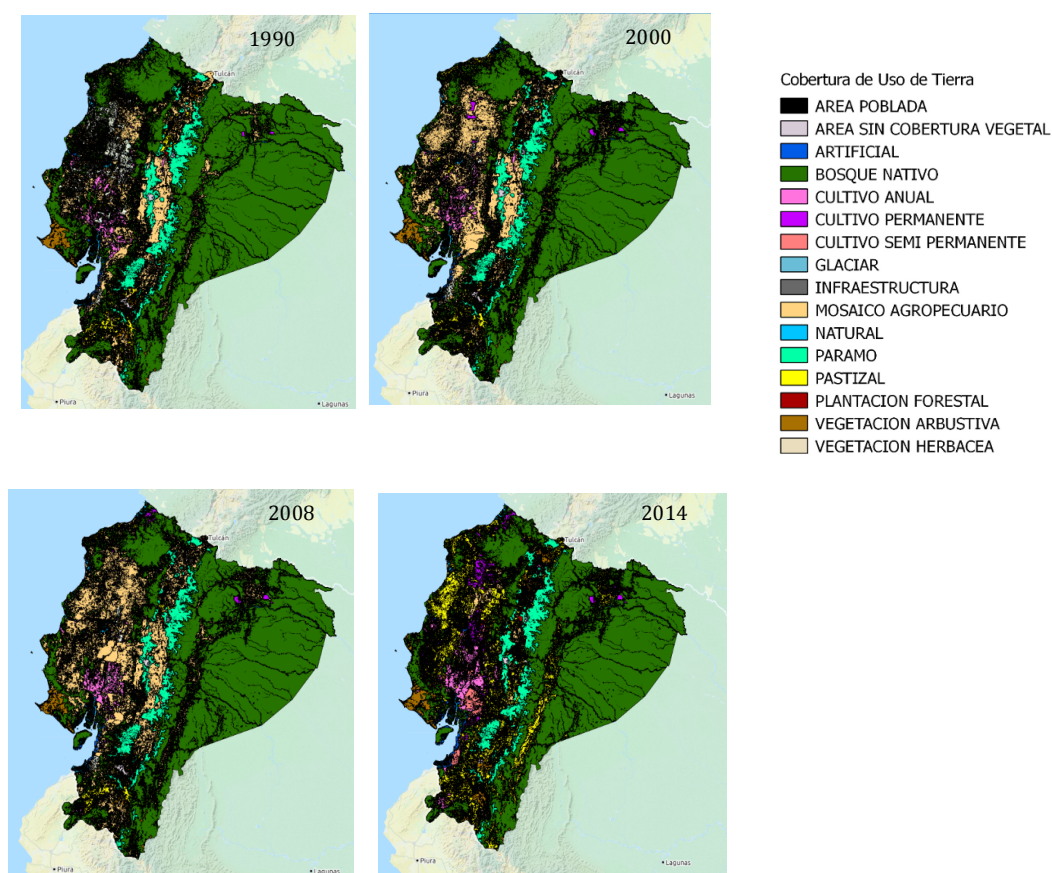 1990
Tulcán
Piura
Lagunas
2000
Tulcán
Piura
Lagunas
Cobertura de Uso de Tierra
AREA POBLADA
AREA SIN COBERTURA VEGETAL
ARTIFICIAL
BOSQUE NATIVO
CULTIVO ANUAL
CULTIVO PERMANENTE
CULTIVO SEMI PERMANENTE
GLACIAR
INFRAESTRUCTURA
MOSAICO AGROPECUARIO
NATURAL
PARAMO
PASTIZAL
PLANTACION FORESTAL
VEGETACION ARBUSTIVA
VEGETACION HERBACEA
2008
Tulcán
Piura
Lagunas
2014
Tulcán
Piura
Lagunas